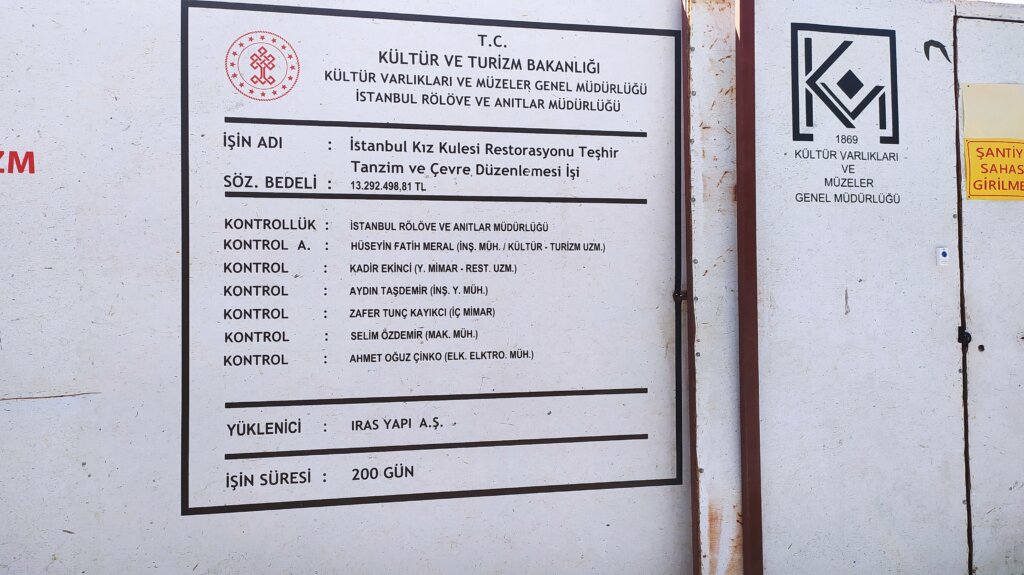 ZM
T.C.
KÜLTÜR VE TURİZM BAKANLIĞI
KÜLTÜR VARLIKLARI VE MÜZELER GENEL MÜDÜRLÜĞÜ
İSTANBUL RÖLÖVE VE ANITLAR MÜDÜRLÜĞÜ
İŞİN ADI : İstanbul Kız Kulesi Restorasyonu Teşhir
Tanzim ve Çevre Düzenlemesi İşi
SÖZ. BEDELİ : 13.292.498,81 TL
KONTROLLÜK : İSTANBUL RÖLÖVE VE ANITLAR MÜDÜRLÜĞÜ
KONTROL A. : HÜSEYİN FATİH MERAL (İNŞ. MÜH. / KÜLTÜR - TURİZM UZM.)
KONTROL : KADİR EKİNCİ (Y. MİMAR - REST. UZM.)
KONTROL : AYDIN TAŞDEMİR (İNŞ. Y. MÜH.)
KONTROL : ZAFER TUNÇ KAYIKCI (İÇ MİMAR)
KONTROL : SELİM ÖZDEMİR (MAK. MÜH.)
KONTROL : AHMET OĞUZ ÇİNKO (ELK. ELKTRO. MÜH.)
YÜKLENİCİ : IRAS YAPI A.Ş.
İŞİN SÜRESİ : 200 GÜN
KM
1869
KÜLTÜR VARLIKLARI
VE
MÜZELER
GENEL MÜDÜRLÜĞÜ
ŞANTİY
SAHAS
GİRİLME